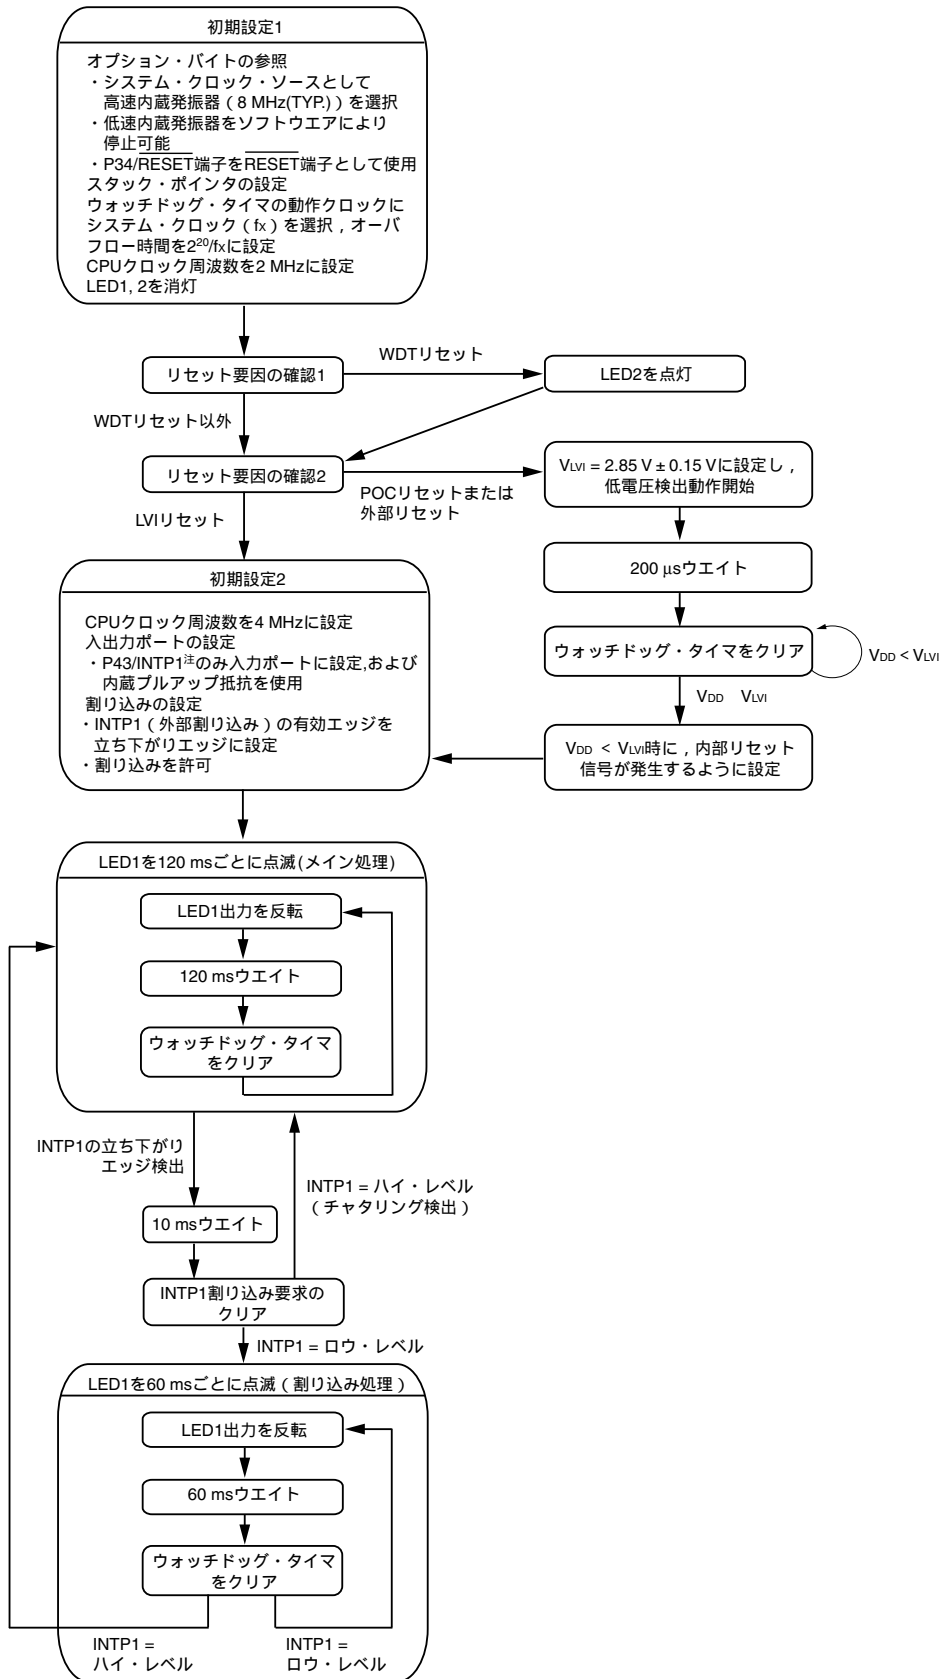 初期設定1
オプション・バイトの参照
・システム・クロック・ソースとして
高速内蔵発振器(8 MHz(TYP.))を選択
・低速内蔵発振器をソフトウエアにより
停止可能
・P34/RESET端子をRESET端子として使用
スタック・ポインタの設定
ウォッチドッグ・タイマの動作クロックに
システム・クロック(fx)を選択,オーバ
フロー時間を2²⁰/fxに設定
CPUクロック周波数を2 MHzに設定
LED1, 2を消灯
リセット要因の確認1
WDTリセット
LED2を点灯
WDTリセット以外
リセット要因の確認2
POCリセットまたは
外部リセット
VLVI = 2.85 V ± 0.15 Vに設定し,
低電圧検出動作開始
LVIリセット
200 μsウエイト
ウォッチドッグ・タイマをクリア
VDD < VLVI
VDD VLVI
VDD < VLVI時に,内部リセット
信号が発生するように設定
初期設定2
CPUクロック周波数を4 MHzに設定
入出力ポートの設定
・P43/INTP1注のみ入力ポートに設定,および
内蔵プルアップ抵抗を使用
割り込みの設定
・INTP1(外部割り込み)の有効エッジを
立ち下がりエッジに設定
・割り込みを許可
LED1を120 msごとに点滅(メイン処理)
LED1出力を反転
120 msウエイト
ウォッチドッグ・タイマ
をクリア
INTP1の立ち下がり
エッジ検出
INTP1 = ハイ・レベル
(チャタリング検出)
10 msウエイト
INTP1割り込み要求の
クリア
INTP1 = ロウ・レベル
LED1を60 msごとに点滅(割り込み処理)
LED1出力を反転
60 msウエイト
ウォッチドッグ・タイマ
をクリア
INTP1 =
ハイ・レベル
INTP1 =
ロウ・レベル